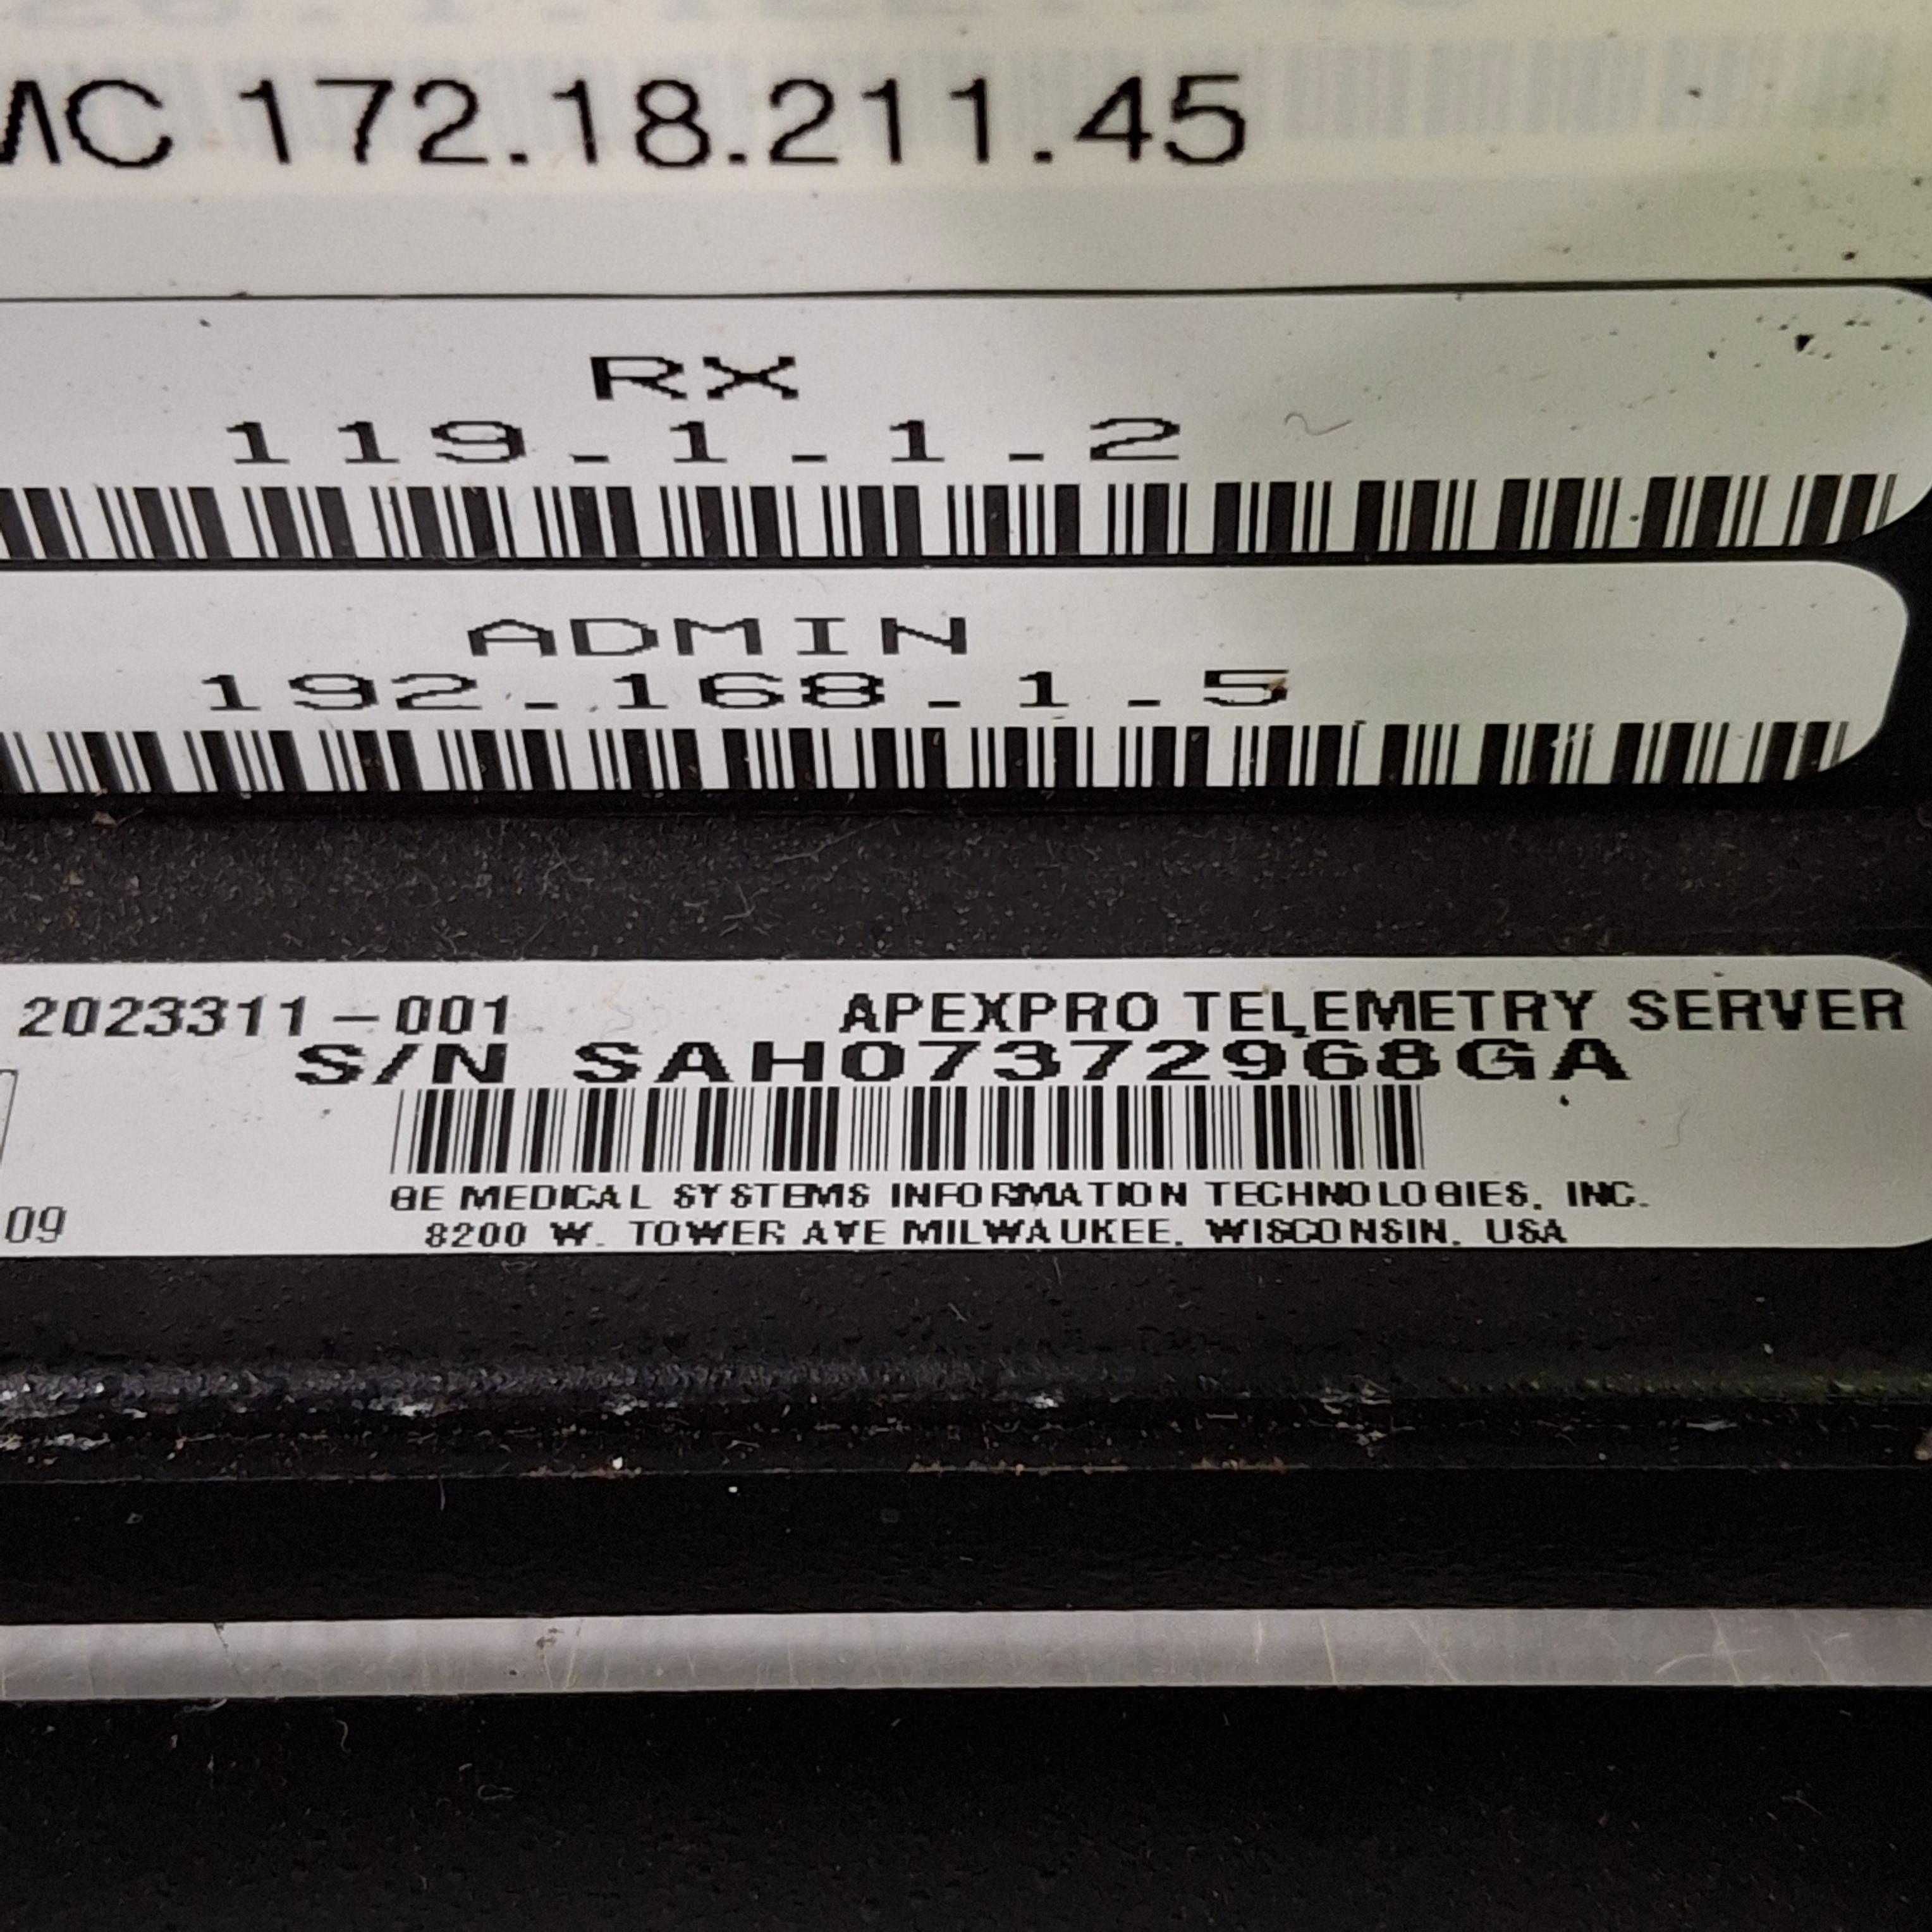 MC 172.18.211.45
RX
119.1.1.2
ADMIN
192.168.1.5
2023311-001 APEXPRO TELEMETRY SERVER
S/N SAH07372968GA
GE MEDICAL SYSTEMS INFORMATION TECHNOLOGIES, INC.
09 8200 W. TOWER AVE MILWAUKEE, WISCONSIN, USA